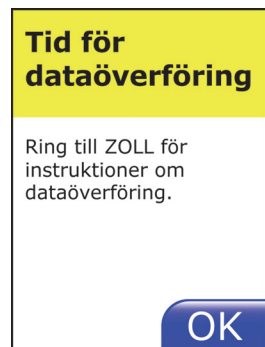 Tid för
dataöverföring
Ring till ZOLL för
instruktioner om
dataöverföring.
OK